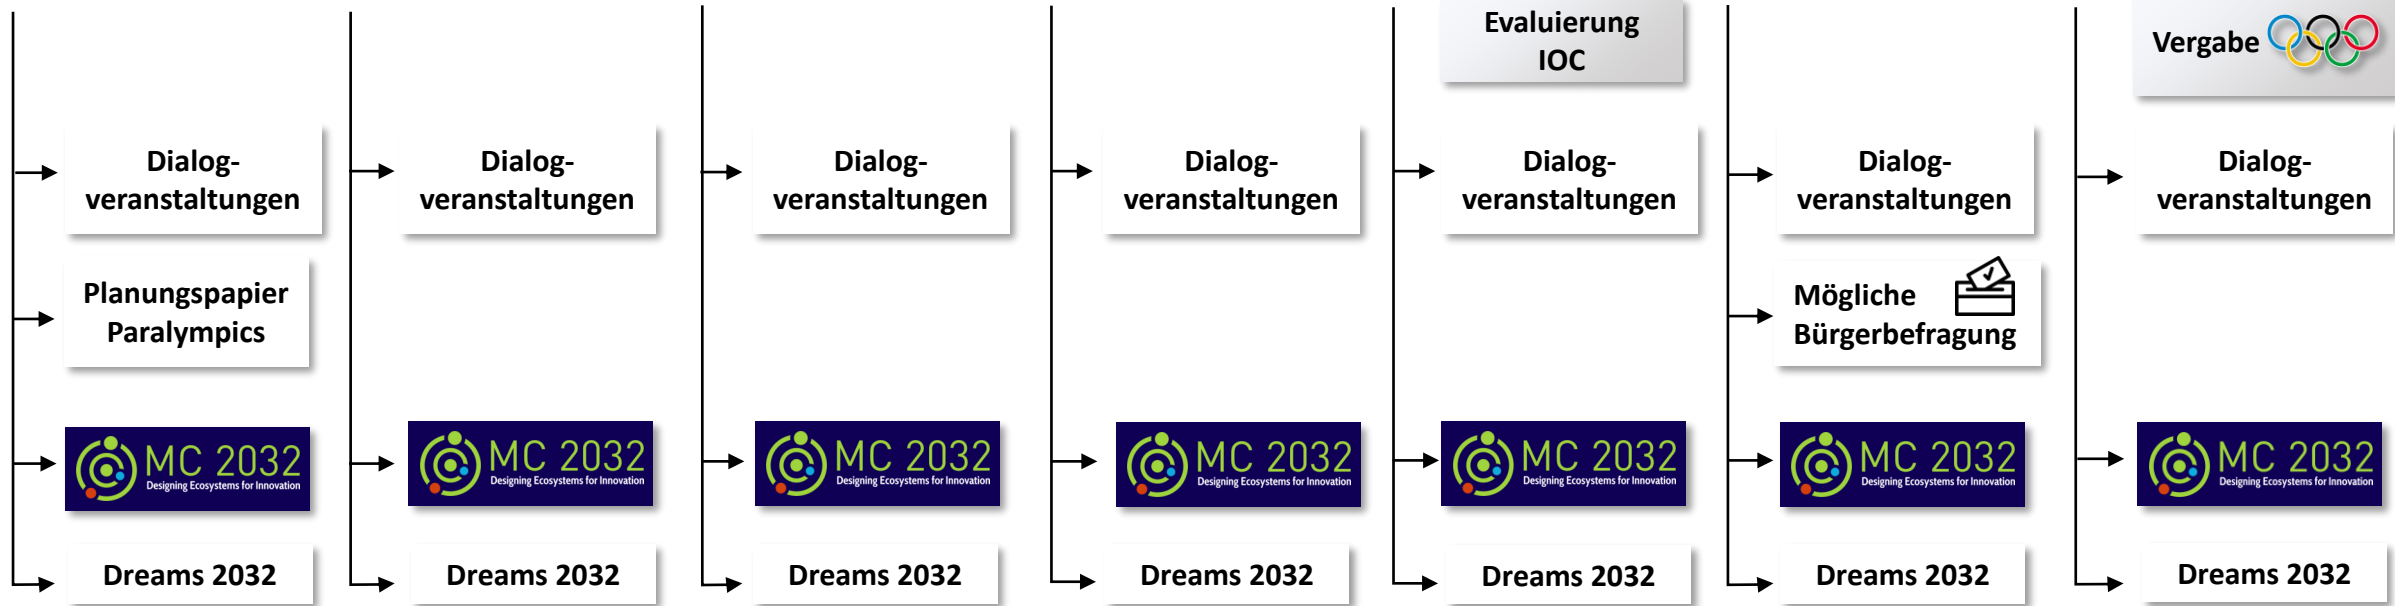 Evaluierung
IOC
Vergabe
Dialog-
veranstaltungen
Dialog-
veranstaltungen
Dialog-
veranstaltungen
Dialog-
veranstaltungen
Dialog-
veranstaltungen
Dialog-
veranstaltungen
Dialog-
veranstaltungen
Planungspapier
Paralympics
Mögliche
Bürgerbefragung
MC 2032
Designing Ecosystems for Innovation
MC 2032
Designing Ecosystems for Innovation
MC 2032
Designing Ecosystems for Innovation
MC 2032
Designing Ecosystems for Innovation
MC 2032
Designing Ecosystems for Innovation
MC 2032
Designing Ecosystems for Innovation
MC 2032
Designing Ecosystems for Innovation
Dreams 2032
Dreams 2032
Dreams 2032
Dreams 2032
Dreams 2032
Dreams 2032
Dreams 2032